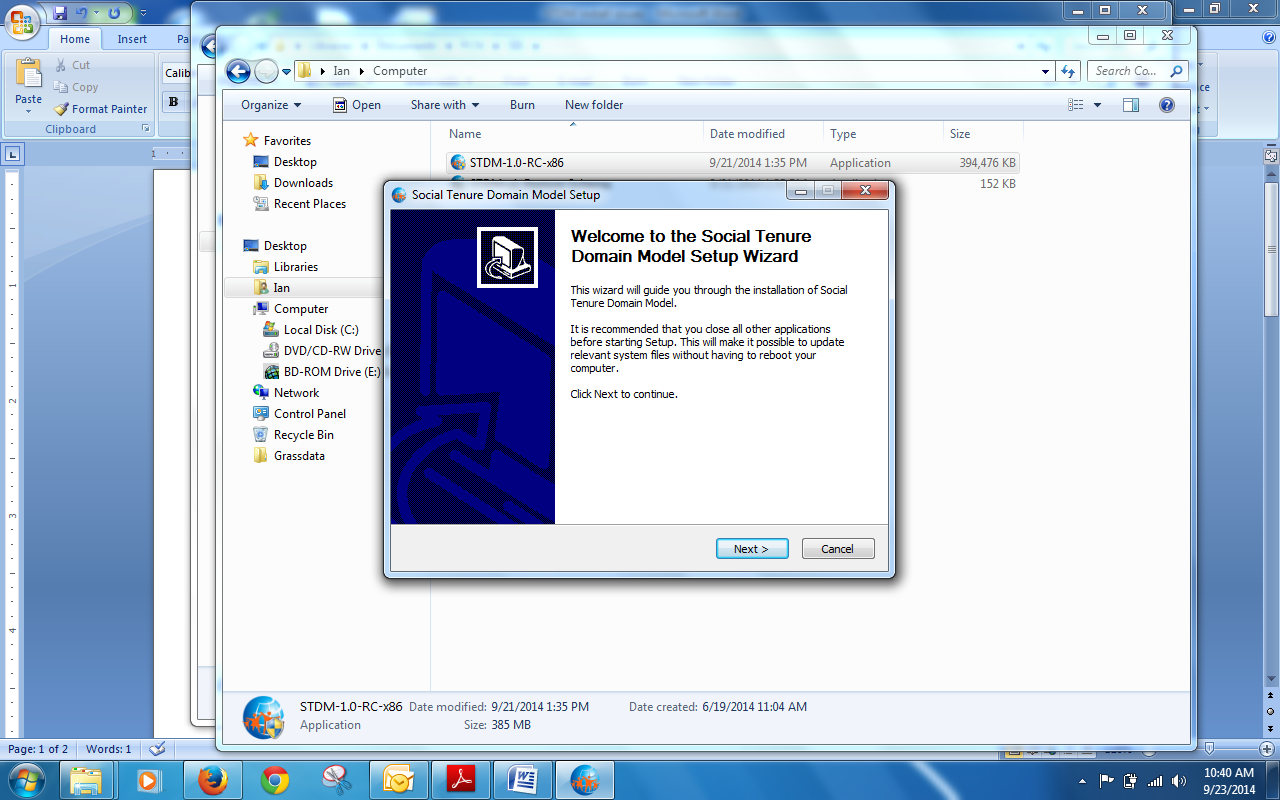 Home Insert Pa
Cut
Copy
Paste
Format Painter
Clipboard
Calib
B
ce
Ian Computer
Search Co...
Organize Open Share with Burn New folder
Name Date modified Type Size
Favorites
Desktop
Downloads
Recent Places
Desktop
Libraries
Ian
Computer
Local Disk (C:)
DVD/CD-RW Drive
BD-ROM Drive (E:)
Network
Control Panel
Recycle Bin
Grassdata
STDM-1.0-RC-x86 9/21/2014 1:35 PM Application 394,476 KB
152 KB
Social Tenure Domain Model Setup
Welcome to the Social Tenure
Domain Model Setup Wizard
This wizard will guide you through the installation of Social
Tenure Domain Model.
It is recommended that you close all other applications
before starting Setup. This will make it possible to update
relevant system files without having to reboot your
computer.
Click Next to continue.
Next > Cancel
STDM-1.0-RC-x86 Date modified: 9/21/2014 1:35 PM Date created: 6/19/2014 11:04 AM
Application Size: 385 MB
Page: 1 of 2 Words: 1
10:40 AM
9/23/2014